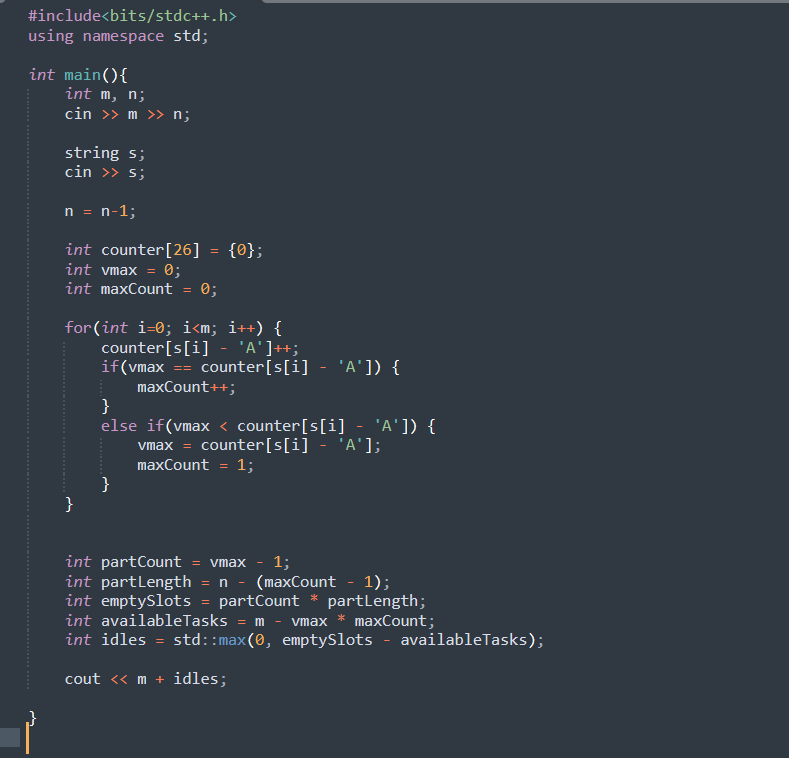 #include<bits/stdc++.h>
using namespace std;
int main(){
int m, n;
cin >> m >> n;
string s;
cin >> s;
n = n-1;
int counter[26] = {0};
int vmax = 0;
int maxCount = 0;
for(int i=0; i<m; i++) {
counter[s[i] - 'A']++;
if(vmax == counter[s[i] - 'A']) {
maxCount++;
}
else if(vmax < counter[s[i] - 'A']) {
vmax = counter[s[i] - 'A'];
maxCount = 1;
}
}
int partCount = vmax - 1;
int partLength = n - (maxCount - 1);
int emptySlots = partCount * partLength;
int availableTasks = m - vmax * maxCount;
int idles = std::max(0, emptySlots - availableTasks);
cout << m + idles;
}